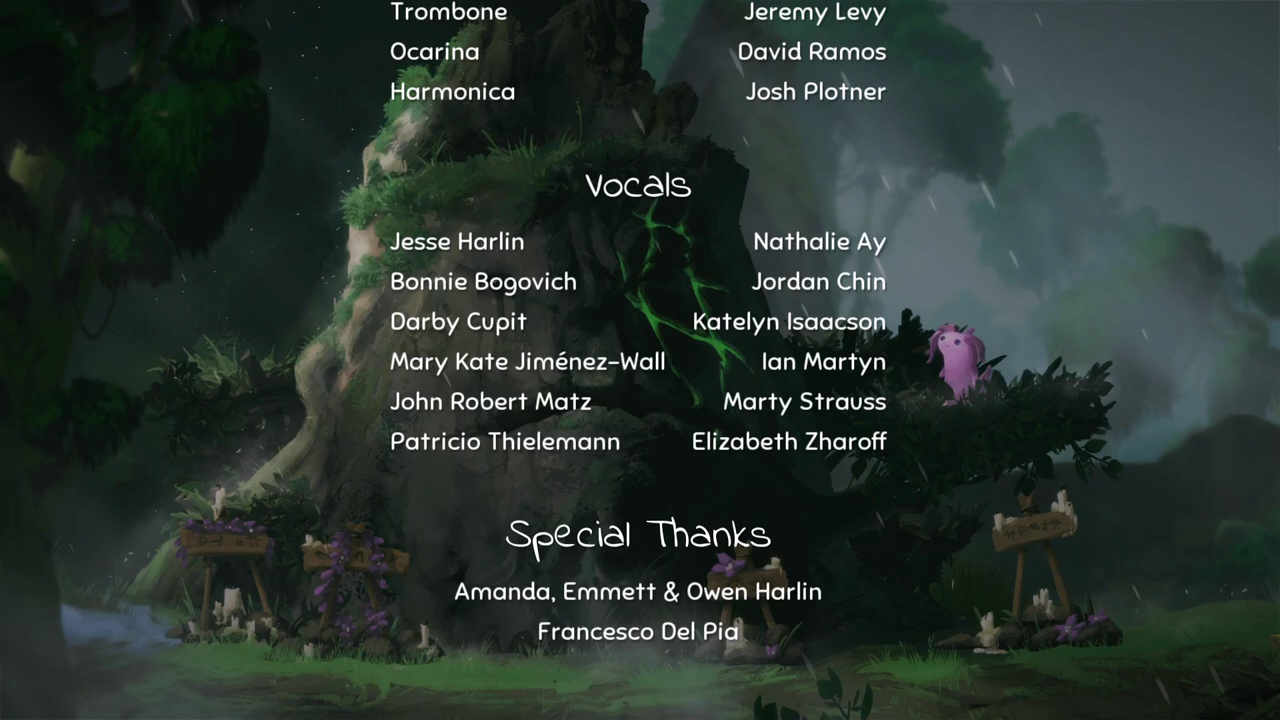 Trombone Jeremy Levy
Ocarina David Ramos
Harmonica Josh Plotner
Vocals
Jesse Harlin Nathalie Ay
Bonnie Bogovich Jordan Chin
Darby Cupit Katelyn Isaacson
Mary Kate Jiménez-Wall Ian Martyn
John Robert Matz Marty Strauss
Patricio Thielemann Elizabeth Zharoff
Special Thanks
Amanda, Emmett & Owen Harlin
Francesco Del Pia